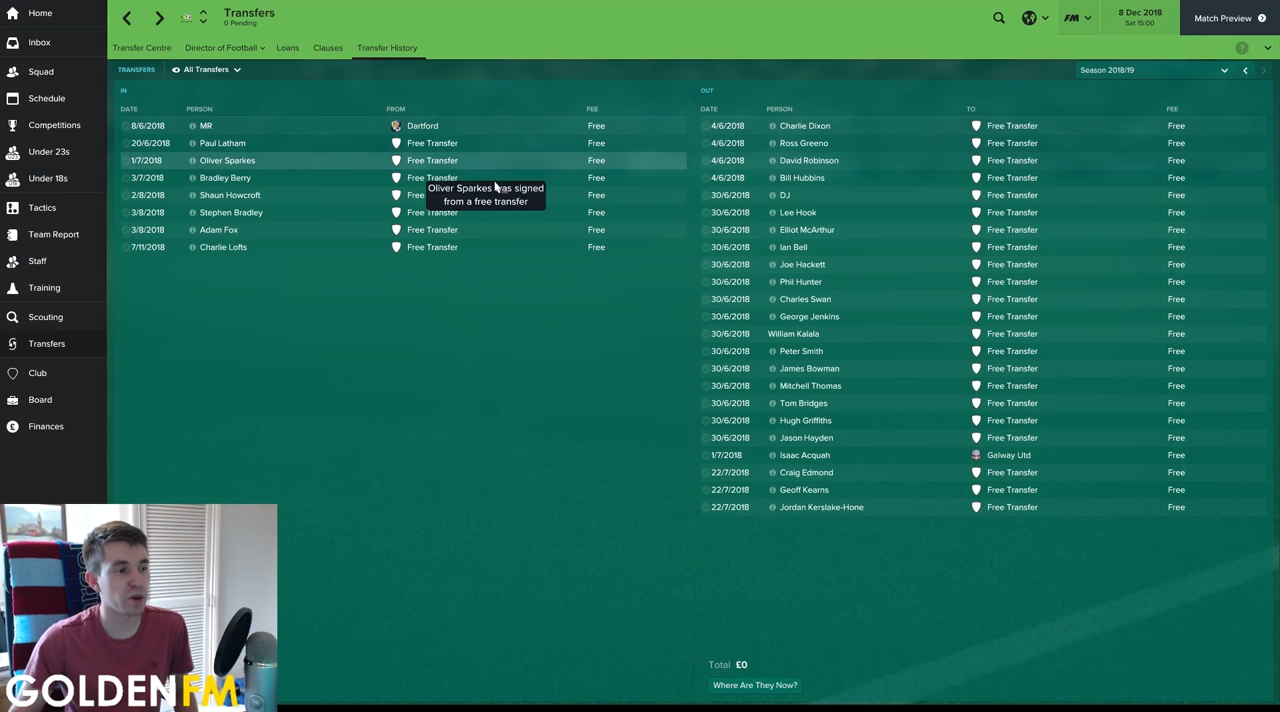 Home
Inbox
Squad
Schedule
Competitions
Under 23s
Under 18s
Tactics
Team Report
Staff
Training
Scouting
Transfers
Club
Board
Finances
Transfers
0 Pending
FM
8 Dec 2018
Sat 15:00
Match Preview
Transfer Centre Director of Football Loans Clauses Transfer History
TRANSFERS All Transfers Season 2018/19
IN
DATE PERSON FROM FEE
8/6/2018 MR Dartford Free
20/6/2018 Paul Latham Free Transfer Free
1/7/2018 Oliver Sparkes Free Transfer Free
3/7/2018 Bradley Berry Free Transfer Free
2/8/2018 Shaun Howcroft Free
3/8/2018 Stephen Bradley Free Transfer Free
3/8/2018 Adam Fox Free Transfer Free
7/11/2018 Charlie Lofts Free Transfer Free
Oliver Sparkes was signed
from a free transfer
OUT
DATE PERSON TO FEE
4/6/2018 Charlie Dixon Free Transfer Free
4/6/2018 Ross Greeno Free Transfer Free
4/6/2018 David Robinson Free Transfer Free
4/6/2018 Bill Hubbins Free Transfer Free
30/6/2018 DJ Free Transfer Free
30/6/2018 Lee Hook Free Transfer Free
30/6/2018 Elliot McArthur Free Transfer Free
30/6/2018 Ian Bell Free Transfer Free
30/6/2018 Joe Hackett Free Transfer Free
30/6/2018 Phil Hunter Free Transfer Free
30/6/2018 Charles Swan Free Transfer Free
30/6/2018 George Jenkins Free Transfer Free
30/6/2018 William Kalala Free Transfer Free
30/6/2018 Peter Smith Free Transfer Free
30/6/2018 James Bowman Free Transfer Free
30/6/2018 Mitchell Thomas Free Transfer Free
30/6/2018 Tom Bridges Free Transfer Free
30/6/2018 Hugh Griffiths Free Transfer Free
30/6/2018 Jason Hayden Free Transfer Free
1/7/2018 Isaac Acquah Galway Utd Free
22/7/2018 Craig Edmond Free Transfer Free
22/7/2018 Geoff Kearns Free Transfer Free
22/7/2018 Jordan Kerslake-Hone Free Transfer Free
Total £0
Where Are They Now?
GOLDENFM